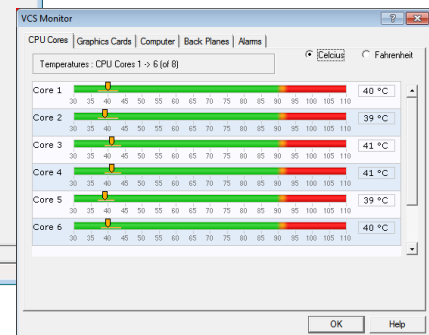 VCS Monitor
CPU Cores Graphics Cards Computer Back Planes Alarms
Temperatures : CPU Cores 1 -> 6 (of 8)
Celcius Fahrenheit
Core 1 40 °C
30 35 40 45 50 55 60 65 70 75 80 85 90 95 100 105 110
Core 2 39 °C
30 35 40 45 50 55 60 65 70 75 80 85 90 95 100 105 110
Core 3 41 °C
30 35 40 45 50 55 60 65 70 75 80 85 90 95 100 105 110
Core 4 41 °C
30 35 40 45 50 55 60 65 70 75 80 85 90 95 100 105 110
Core 5 39 °C
30 35 40 45 50 55 60 65 70 75 80 85 90 95 100 105 110
Core 6 40 °C
30 35 40 45 50 55 60 65 70 75 80 85 90 95 100 105 110
OK Help